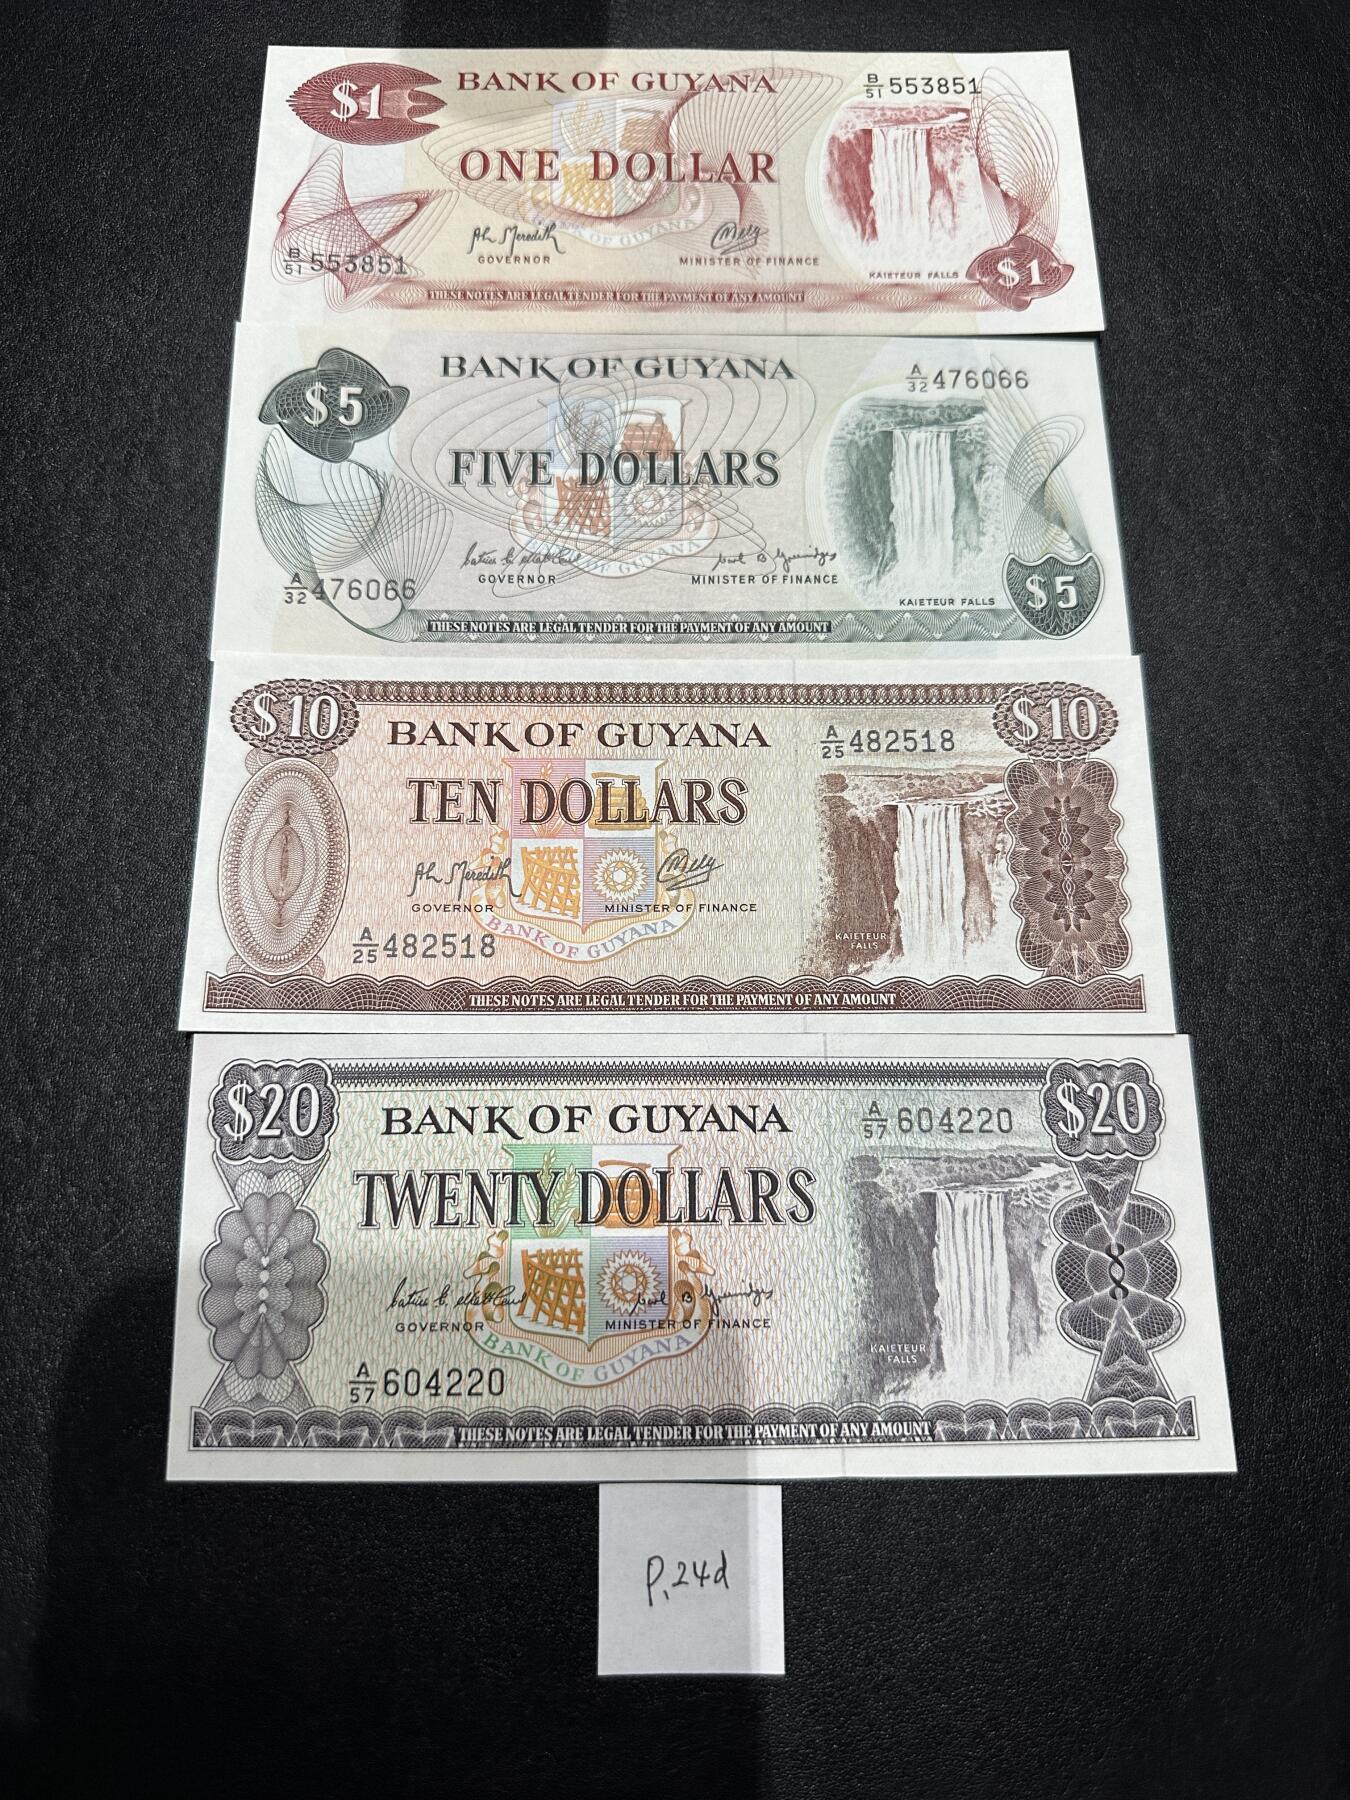 $1
BANK OF GUYANA
B/51 553851
ONE DOLLAR
GOVERNOR
MINISTER OF FINANCE
B/51 553851
KAIETEUR FALLS
$1
THESE NOTES ARE LEGAL TENDER FOR THE PAYMENT OF ANY AMOUNT
$5
BANK OF GUYANA
A/32 476066
FIVE DOLLARS
GOVERNOR
MINISTER OF FINANCE
A/32 476066
KAIETEUR FALLS
$5
THESE NOTES ARE LEGAL TENDER FOR THE PAYMENT OF ANY AMOUNT
$10
BANK OF GUYANA
A/25 482518
$10
TEN DOLLARS
GOVERNOR
MINISTER OF FINANCE
BANK OF GUYANA
A/25 482518
KAIETEUR
FALLS
THESE NOTES ARE LEGAL TENDER FOR THE PAYMENT OF ANY AMOUNT
$20
BANK OF GUYANA
A/57 604220
$20
TWENTY DOLLARS
GOVERNOR
MINISTER OF FINANCE
BANK OF GUYANA
A/57 604220
KAIETEUR
FALLS
THESE NOTES ARE LEGAL TENDER FOR THE PAYMENT OF ANY AMOUNT
P.24d